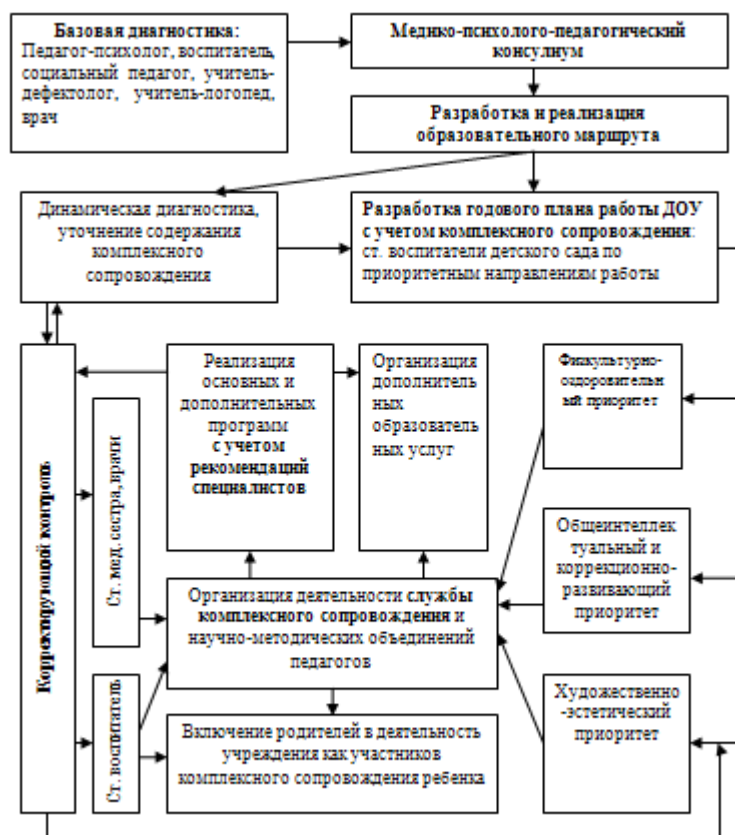 Базовая диагностика:
Педагог-психолог, воспитатель,
социальный педагог, учитель-
дефектолог, учитель-логопед,
врач
Медико-психолого-педагогический
консулиум
Разработка и реализация
образовательного маршрута
Динамическая диагностика,
уточнение содержания
комплексного
сопровождения
Разработка годового плана работы ДОУ
с учетом комплексного сопровождения:
ст. воспитатели детского сада по
приоритетным направлениям работы
Корректирующий контроль
Ст. мед. сестра, врачи
Ст. воспитатель
Реализация
основных и
дополнительных
программ
с учетом
рекомендаций
специалистов
Организация
дополнитель
ных
образователь
ных услуг
Физкультурно-
оздоровительн
ый приоритет
Общеинтеллек
туальный и
коррекционно-
развивающий
приоритет
Организация деятельности службы
комплексного сопровождения и
научно-методических объединений
педагогов
Художественно
-эстетический
приоритет
Включение родителей в деятельность
учреждения как участников
комплексного сопровождения ребенка